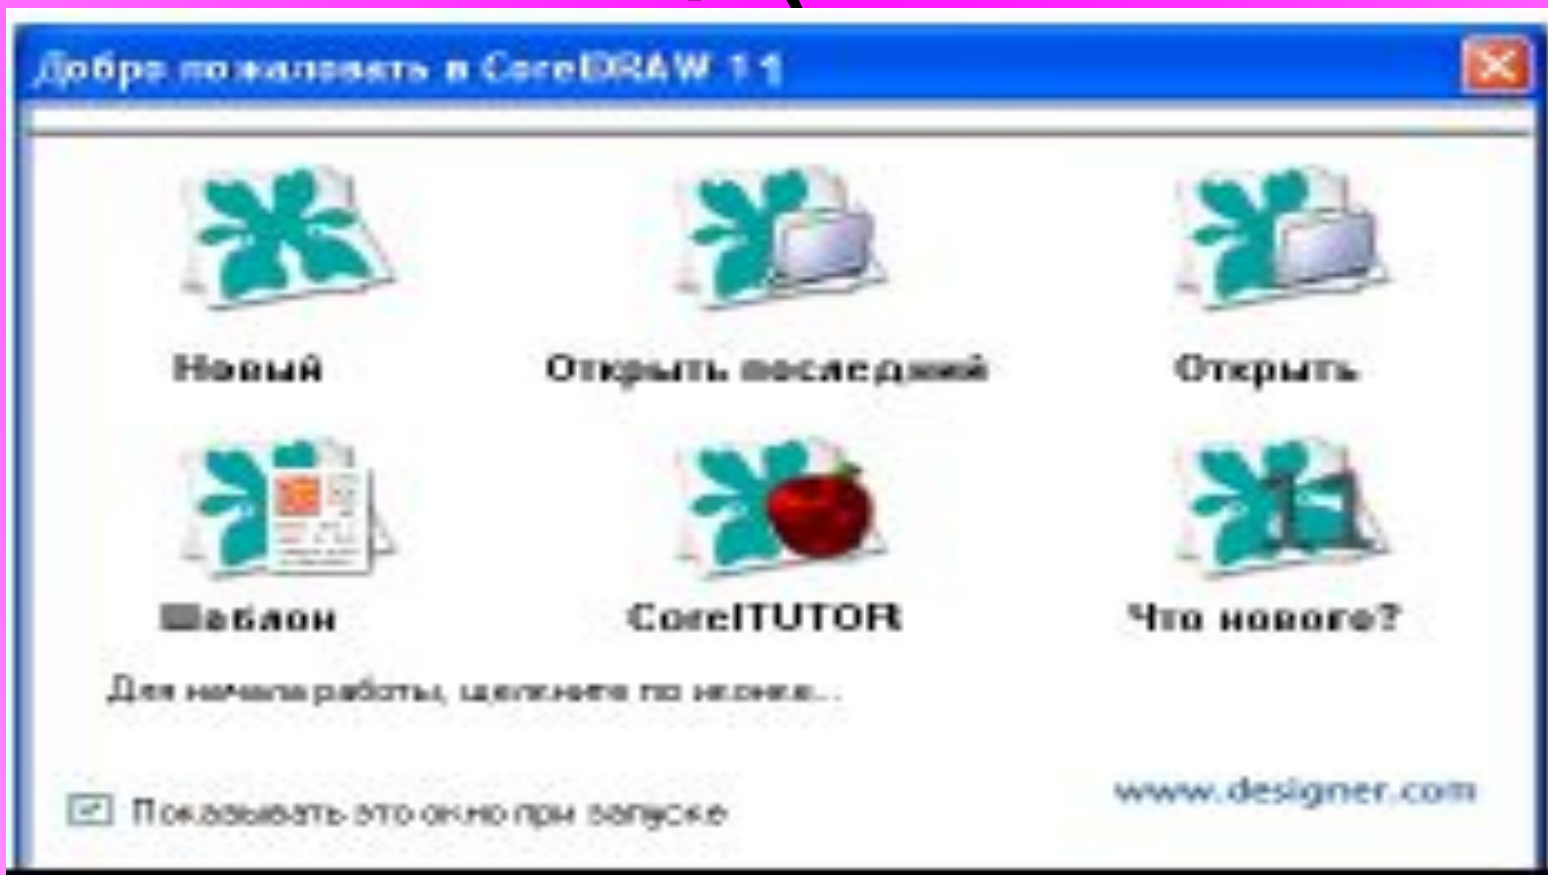 Добро пожаловать в CorelDRAW 11
Новый
Открыть последний
Открыть
Шаблон
CorelTUTOR
Что нового?
Для начала работы, щелкните по иконке...
Показывать это окно при запуске
www.designer.com